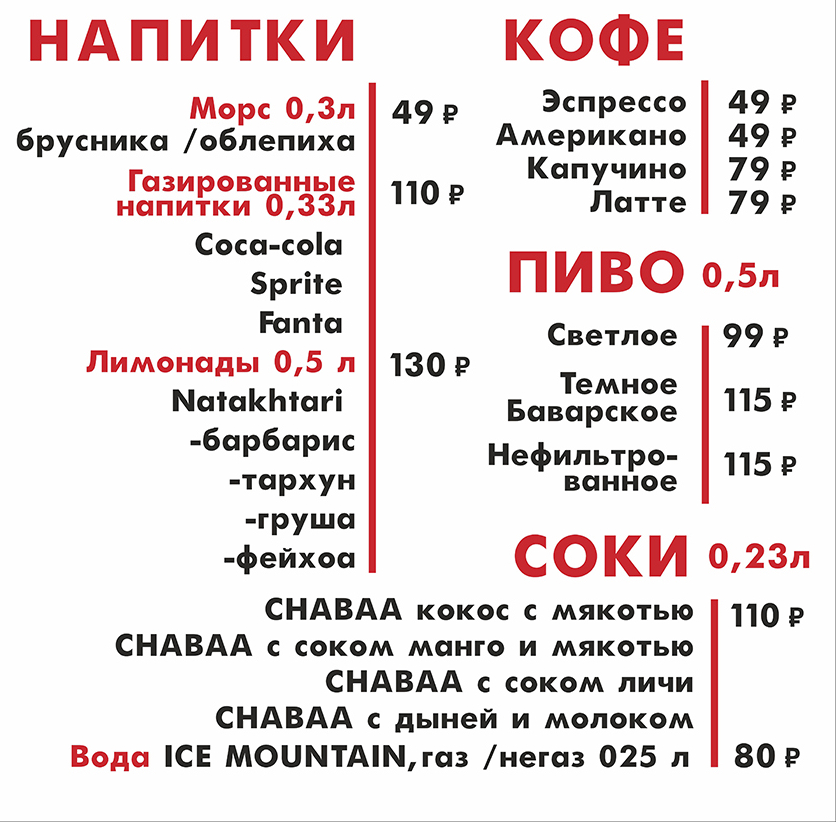 НАПИТКИ
Морс 0,3л 49 ₽
брусника /облепиха
Газированные
напитки 0,33л 110 ₽
Coca-cola
Sprite
Fanta
Лимонады 0,5 л 130 ₽
Natakhtari
-барбарис
-тархун
-груша
-фейхоа
КОФЕ
Эспрессо 49 ₽
Американо 49 ₽
Капучино 79 ₽
Латте 79 ₽
ПИВО 0,5л
Светлое 99 ₽
Темное
Баварское 115 ₽
Нефильтро-
ванное 115 ₽
СОКИ 0,23л
CHABAA кокос с мякотью 110 ₽
CHABAA с соком манго и мякотью
CHABAA с соком личи
CHABAA с дыней и молоком
Вода ICE MOUNTAIN,газ /негаз 025 л 80 ₽